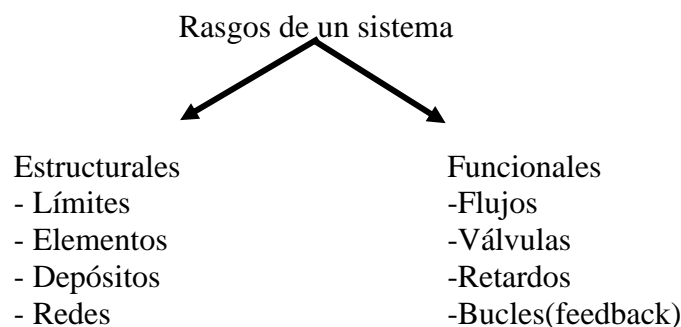 Rasgos de un sistema
Estructurales
- Límites
- Elementos
- Depósitos
- Redes
Funcionales
-Flujos
-Válvulas
-Retardos
-Bucles(feedback)